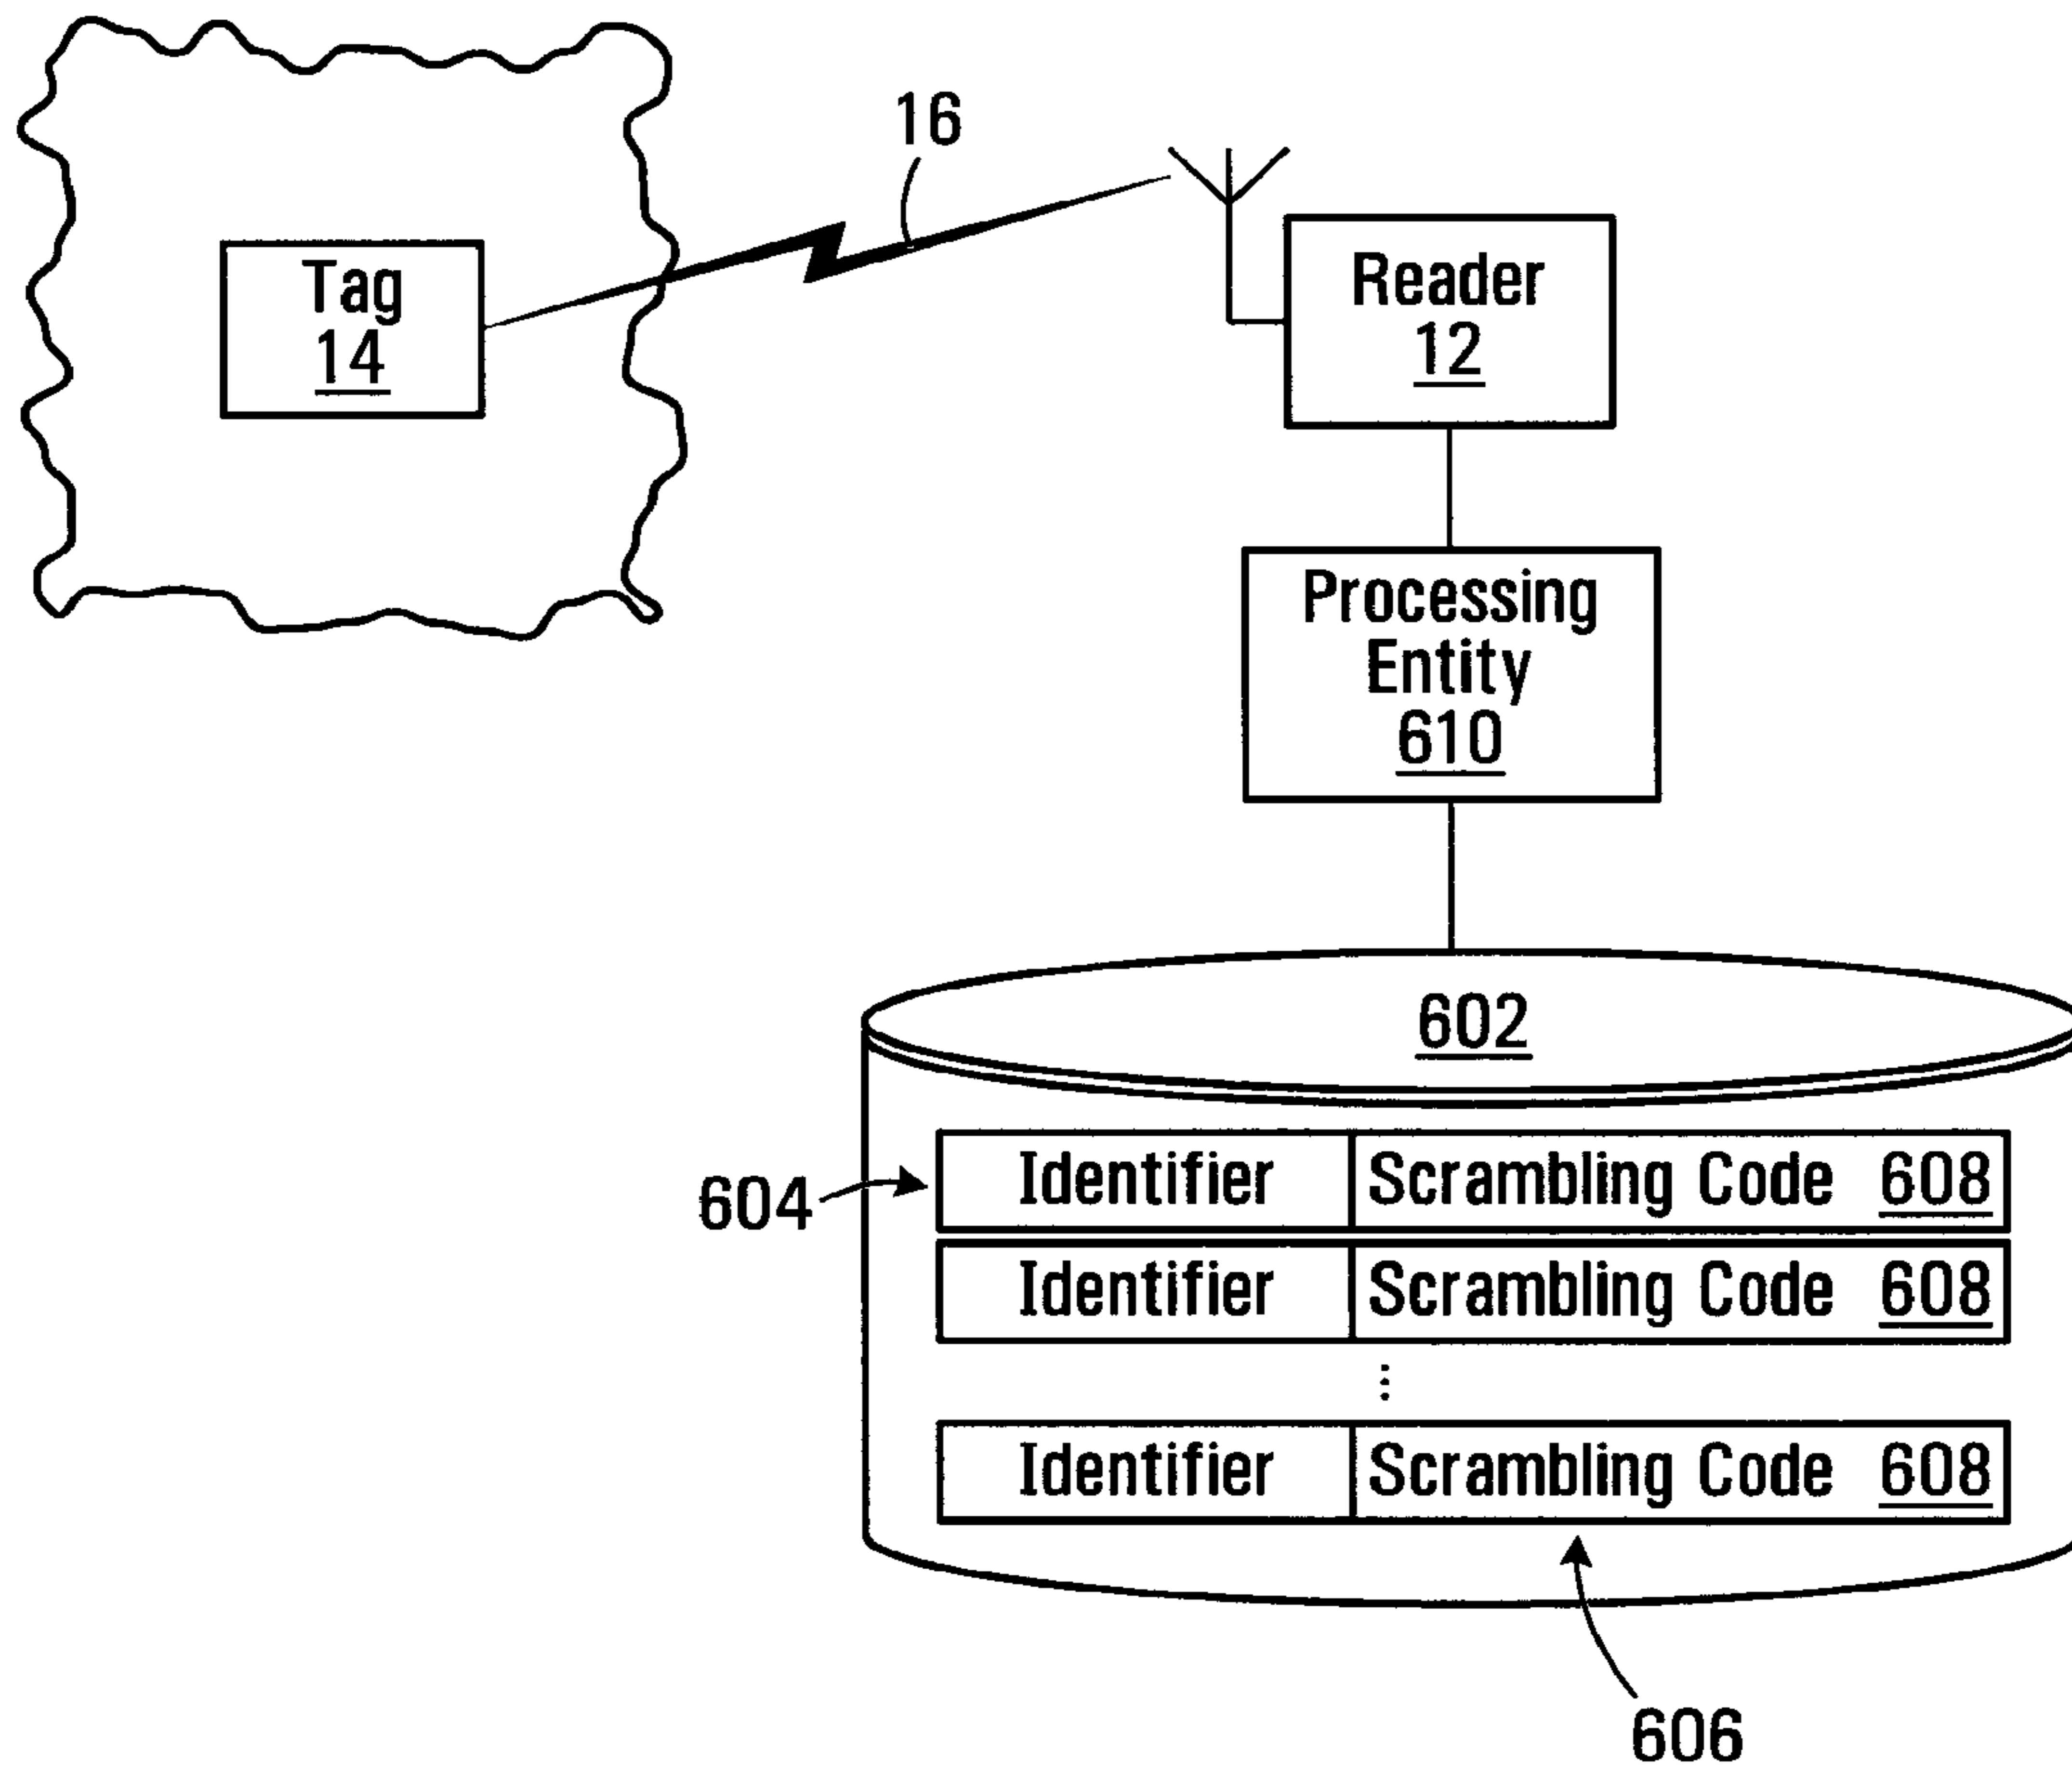 16
Tag
14
Reader
12
Processing
Entity
610
602
604
Identifier Scrambling Code 608
Identifier Scrambling Code 608
⋮
Identifier Scrambling Code 608
606